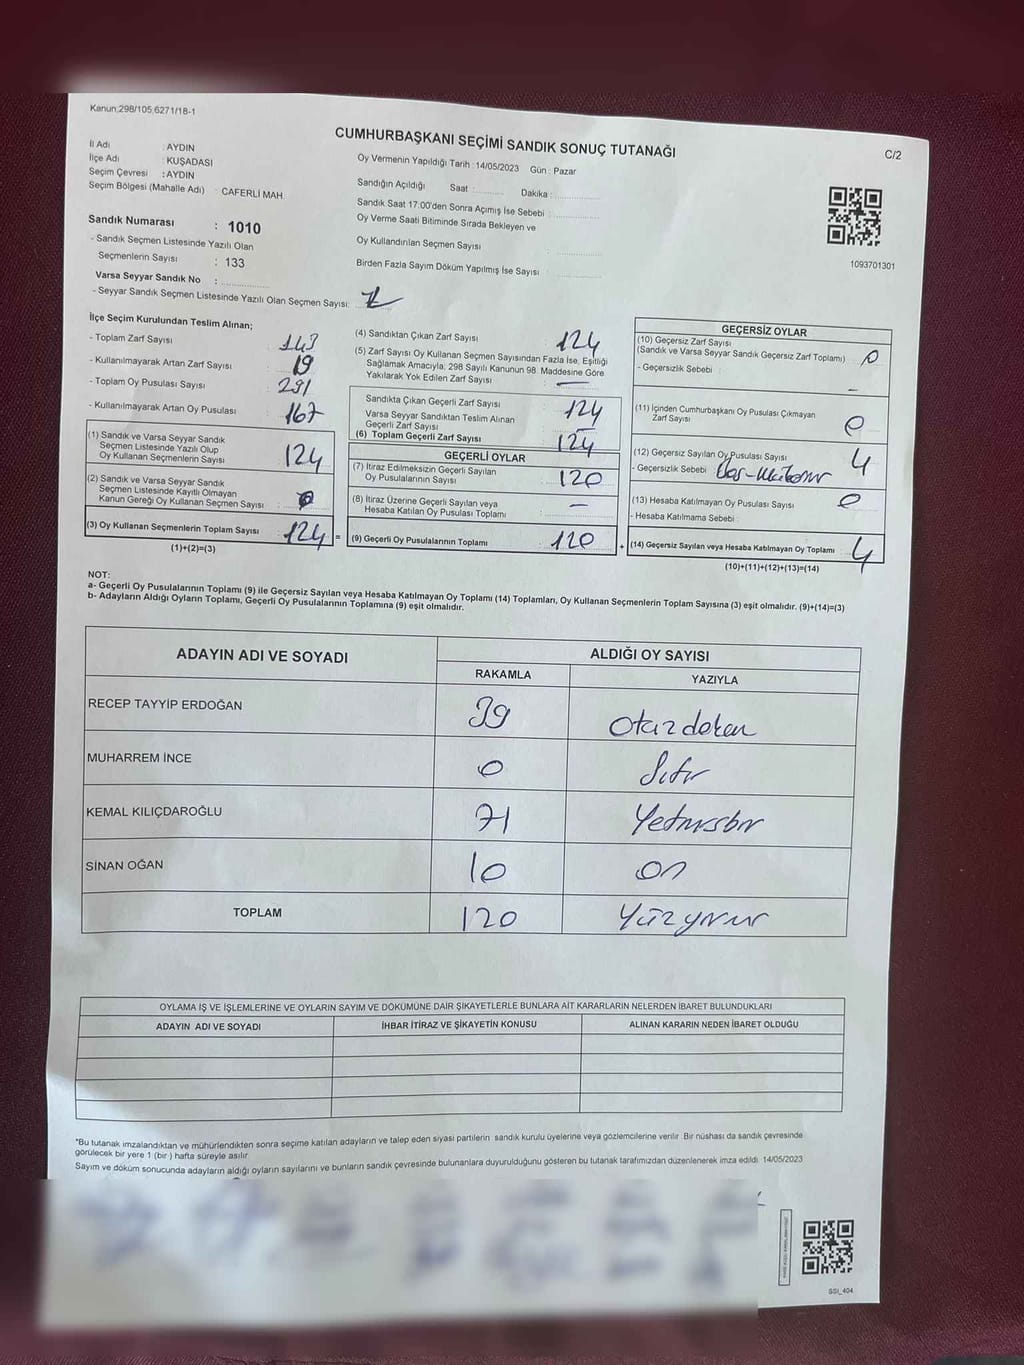 Kanun:298/105,6271/18-1
CUMHURBAŞKANI SEÇİMİ SANDIK SONUÇ TUTANAĞI
C/2
İl Adı : AYDIN
İlçe Adı : KUŞADASI
Seçim Çevresi : AYDIN
Seçim Bölgesi (Mahalle Adı) : CAFERLİ MAH
Sandık Numarası : 1010
- Sandık Seçmen Listesinde Yazılı Olan
Seçmenlerin Sayısı : 133
Varsa Seyyar Sandık No :
- Seyyar Sandık Seçmen Listesinde Yazılı Olan Seçmen Sayısı:
Oy Vermenin Yapıldığı Tarih : 14/05/2023 Gün : Pazar
Sandığın Açıldığı Saat : Dakika :
Sandık Saat 17:00'den Sonra Açımış İse Sebebi :
Oy Verme Saati Bitiminde Sırada Bekleyen ve
Oy Kullandırılan Seçmen Sayısı :
Birden Fazla Sayım Döküm Yapılmış İse Sayısı :
1093701301
İlçe Seçim Kurulundan Teslim Alınan;
- Toplam Zarf Sayısı : 143
- Kullanılmayarak Artan Zarf Sayısı : 19
- Toplam Oy Pusulası Sayısı : 291
- Kullanılmayarak Artan Oy Pusulası : 167
(1) Sandık ve Varsa Seyyar Sandık
Seçmen Listesinde Yazılı Olup
Oy Kullanan Seçmenlerin Sayısı : 124
(2) Sandık ve Varsa Seyyar Sandık
Seçmen Listesinde Kayıtlı Olmayan
Kanun Gereği Oy Kullanan Seçmen Sayısı : 0
(3) Oy Kullanan Seçmenlerin Toplam Sayısı : 124 =
(1)+(2)=(3)
(4) Sandıktan Çıkan Zarf Sayısı : 124
(5) Zarf Sayısı Oy Kullanan Seçmen Sayısından Fazla İse, Eşitliği
Sağlamak Amacıyla; 298 Sayılı Kanunun 98. Maddesine Göre
Yakılarak Yok Edilen Zarf Sayısı : —
Sandıkta Çıkan Geçerli Zarf Sayısı : 124
Varsa Seyyar Sandıktan Teslim Alınan
Geçerli Zarf Sayısı : —
(6) Toplam Geçerli Zarf Sayısı : 124
GEÇERLİ OYLAR
(7) İtiraz Edilmeksizin Geçerli Sayılan
Oy Pusulalarının Sayısı : 120
(8) İtiraz Üzerine Geçerli Sayılan veya
Hesaba Katılan Oy Pusulası Toplamı : —
(9) Geçerli Oy Pusulalarının Toplamı : 120 +
GEÇERSİZ OYLAR
(10) Geçersiz Zarf Sayısı
(Sandık ve Varsa Seyyar Sandık Geçersiz Zarf Toplamı) : 0
- Geçersizlik Sebebi : —
(11) İçinden Cumhurbaşkanı Oy Pusulası Çıkmayan
Zarf Sayısı : 0
(12) Geçersiz Sayılan Oy Pusulası Sayısı : 4
- Geçersizlik Sebebi :
(13) Hesaba Katılmayan Oy Pusulası Sayısı : 0
- Hesaba Katılmama Sebebi :
(14) Geçersiz Sayılan veya Hesaba Katılmayan Oy Toplamı : 4
(10)+(11)+(12)+(13)=(14)
NOT:
a- Geçerli Oy Pusulalarının Toplamı (9) ile Geçersiz Sayılan veya Hesaba Katılmayan Oy Toplamı (14) Toplamları, Oy Kullanan Seçmenlerin Toplam Sayısına (3) eşit olmalıdır. (9)+(14)=(3)
b- Adayların Aldığı Oyların Toplamı, Geçerli Oy Pusulalarının Toplamına (9) eşit olmalıdır.
ADAYIN ADI VE SOYADI ALDIĞI OY SAYISI
RAKAMLA YAZIYLA
RECEP TAYYİP ERDOĞAN 39 Otuzdokuz
MUHARREM İNCE 0 Sıfır
KEMAL KILIÇDAROĞLU 71 Yetmişbir
SİNAN OĞAN 10 On
TOPLAM 120 Yüzyirmi
OYLAMA İŞ VE İŞLEMLERİNE VE OYLARIN SAYIM VE DÖKÜMÜNE DAİR ŞİKAYETLERLE BUNLARA AİT KARARLARIN NELERDEN İBARET BULUNDUKLARI
ADAYIN ADI VE SOYADI İHBAR İTİRAZ VE ŞİKAYETİN KONUSU ALINAN KARARIN NEDEN İBARET OLDUĞU
*Bu tutanak imzalandıktan ve mühürlendikten sonra seçime katılan adayların ve talep eden siyasi partilerin sandık kurulu üyelerine veya gözlemcilerine verilir. Bir nüshası da sandık çevresinde
görülecek bir yere 1 (bir ) hafta süreyle asılır.
Sayım ve döküm sonucunda adayların aldığı oyların sayılarını ve bunların sandık çevresinde bulunanlara duyurulduğunu gösteren bu tutanak tarafımızdan düzenlenerek imza edildi. 14/05/2023
SSI_404